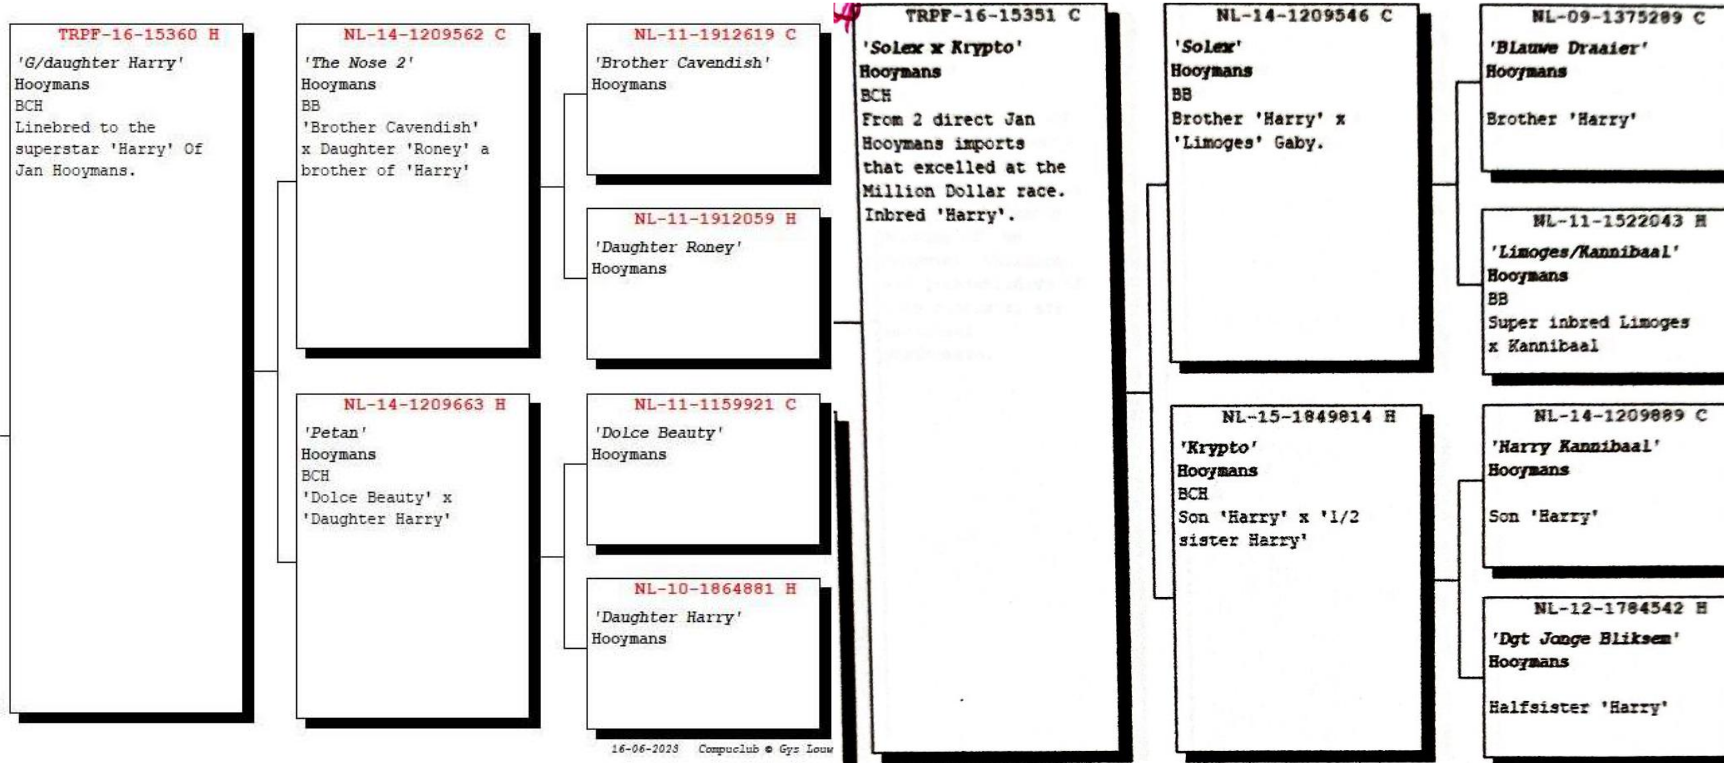 TRPF-16-15360 H
'G/daughter Harry'
Hooymans
BCH
Linebred to the
superstar 'Harry' Of
Jan Hooymans.
NL-14-1209562 C
'The Nose 2'
Hooymans
BB
'Brother Cavendish'
x Daughter 'Roney' a
brother of 'Harry'
NL-14-1209663 H
'Petan'
Hooymans
BCH
'Dolce Beauty' x
'Daughter Harry'
NL-11-1912619 C
'Brother Cavendish'
Hooymans
NL-11-1912059 H
'Daughter Roney'
Hooymans
NL-11-1159921 C
'Dolce Beauty'
Hooymans
NL-10-1864881 H
'Daughter Harry'
Hooymans
16-06-2023 Compuclub © Gys Louw
TRPF-16-15351 C
'Solex x Krypto'
Hooymans
BCH
From 2 direct Jan
Hooymans imports
that excelled at the
Million Dollar race.
Inbred 'Harry'.
NL-14-1209546 C
'Solex'
Hooymans
BB
Brother 'Harry' x
'Limoges' Gaby.
NL-15-1849814 H
'Krypto'
Hooymans
BCH
Son 'Harry' x '1/2
sister Harry'
NL-09-1375289 C
'Blauwe Draaier'
Hooymans
Brother 'Harry'
NL-11-1522043 H
'Limoges/Kannibaal'
Hooymans
BB
Super inbred Limoges
x Kannibaal
NL-14-1209889 C
'Harry Kannibaal'
Hooymans
Son 'Harry'
NL-12-1784542 H
'Dgt Jonge Bliksem'
Hooymans
Halfsister 'Harry'